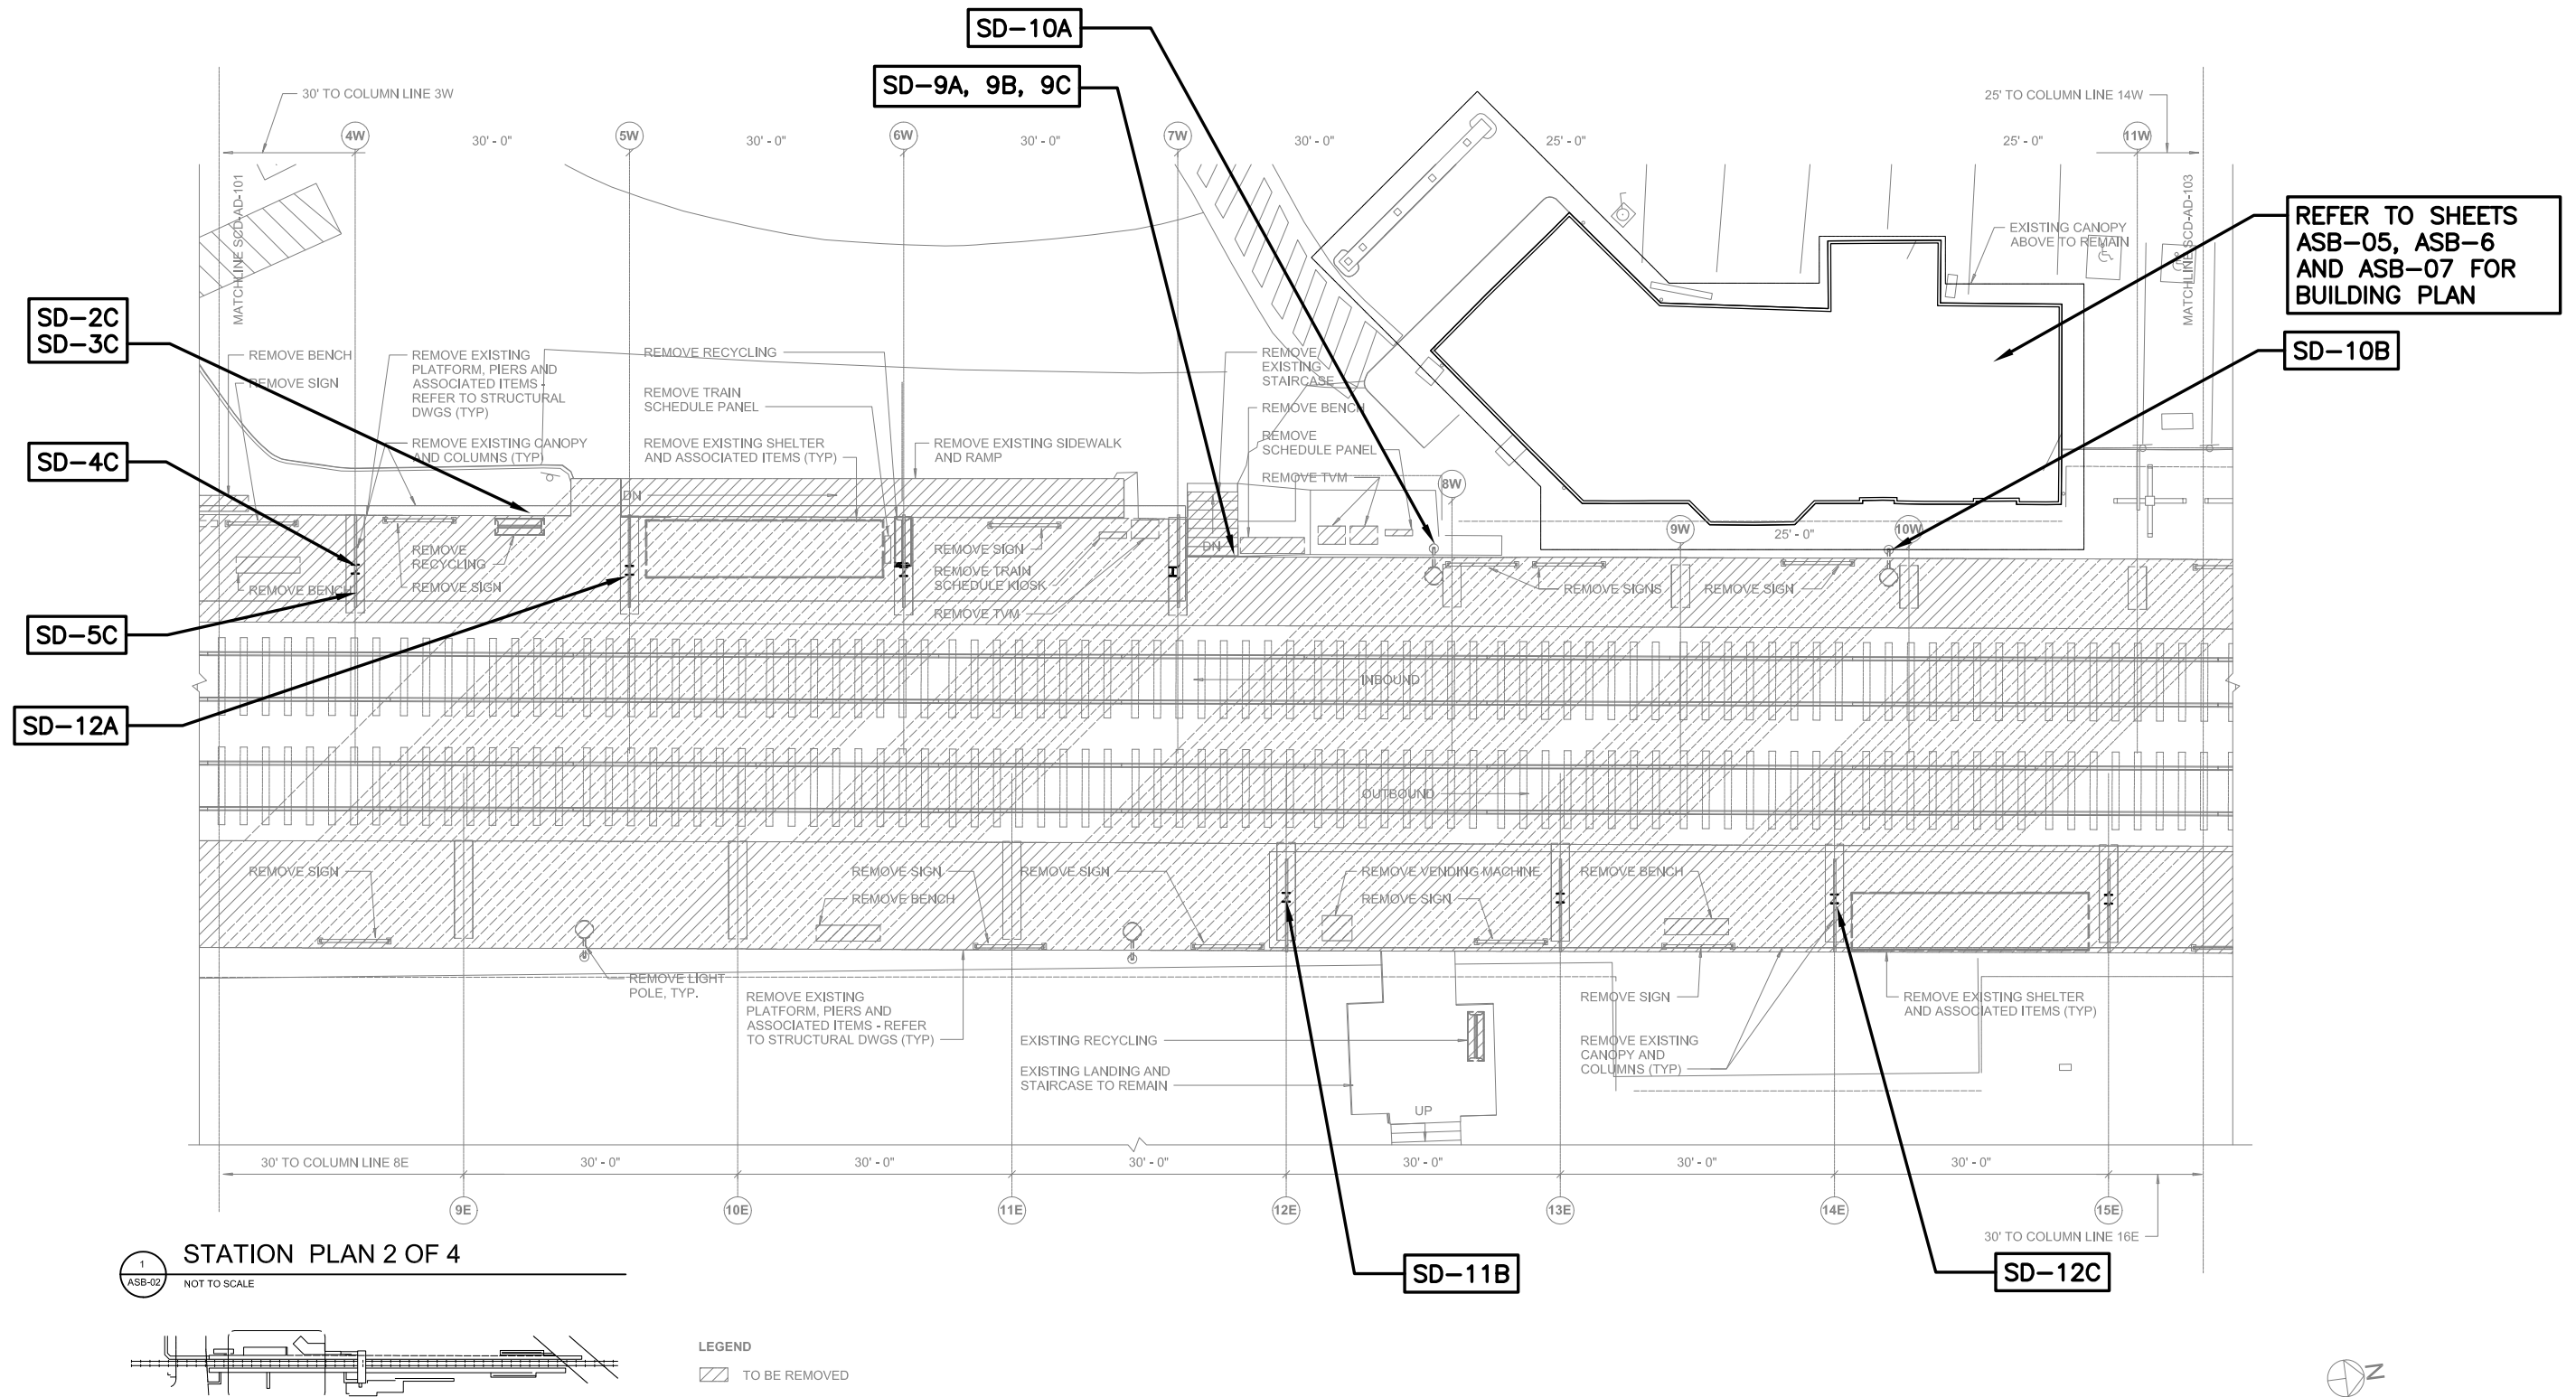 SD-10A
SD-9A, 9B, 9C
30' TO COLUMN LINE 3W
25' TO COLUMN LINE 14W
4W
30' - 0"
5W
30' - 0"
6W
30' - 0"
7W
30' - 0"
25' - 0"
25' - 0"
11W
MATCHLINE SCD-AD-101
MATCHLINE SCD-AD-103
REFER TO SHEETS
ASB-05, ASB-6
AND ASB-07 FOR
BUILDING PLAN
EXISTING CANOPY
ABOVE TO REMAIN
SD-10B
SD-2C
SD-3C
SD-4C
SD-5C
SD-12A
REMOVE BENCH
REMOVE SIGN
REMOVE EXISTING
PLATFORM, PIERS AND
ASSOCIATED ITEMS -
REFER TO STRUCTURAL
DWGS (TYP)
REMOVE EXISTING CANOPY
AND COLUMNS (TYP)
REMOVE RECYCLING
REMOVE TRAIN
SCHEDULE PANEL
REMOVE EXISTING SHELTER
AND ASSOCIATED ITEMS (TYP)
REMOVE EXISTING SIDEWALK
AND RAMP
REMOVE
EXISTING
STAIRCASE
REMOVE BENCH
REMOVE
SCHEDULE PANEL
REMOVE TVM
8W
DN
DN
REMOVE BENCH
REMOVE
RECYCLING
REMOVE SIGN
REMOVE SIGN
REMOVE TRAIN
SCHEDULE KIOSK
REMOVE TVM
9W
25' - 0"
10W
REMOVE SIGNS
REMOVE SIGN
INBOUND
OUTBOUND
REMOVE SIGN
REMOVE SIGN
REMOVE BENCH
REMOVE SIGN
REMOVE VENDING MACHINE
REMOVE SIGN
REMOVE BENCH
REMOVE LIGHT
POLE, TYP.
REMOVE EXISTING
PLATFORM, PIERS AND
ASSOCIATED ITEMS - REFER
TO STRUCTURAL DWGS (TYP)
EXISTING RECYCLING
EXISTING LANDING AND
STAIRCASE TO REMAIN
UP
REMOVE SIGN
REMOVE EXISTING
CANOPY AND
COLUMNS (TYP)
REMOVE EXISTING SHELTER
AND ASSOCIATED ITEMS (TYP)
30' TO COLUMN LINE 8E
30' - 0"
30' - 0"
30' - 0"
30' - 0"
30' - 0"
30' - 0"
9E
10E
11E
12E
13E
14E
15E
30' TO COLUMN LINE 16E
SD-11B
SD-12C
1
ASB-02
STATION PLAN 2 OF 4
NOT TO SCALE
LEGEND
TO BE REMOVED
N